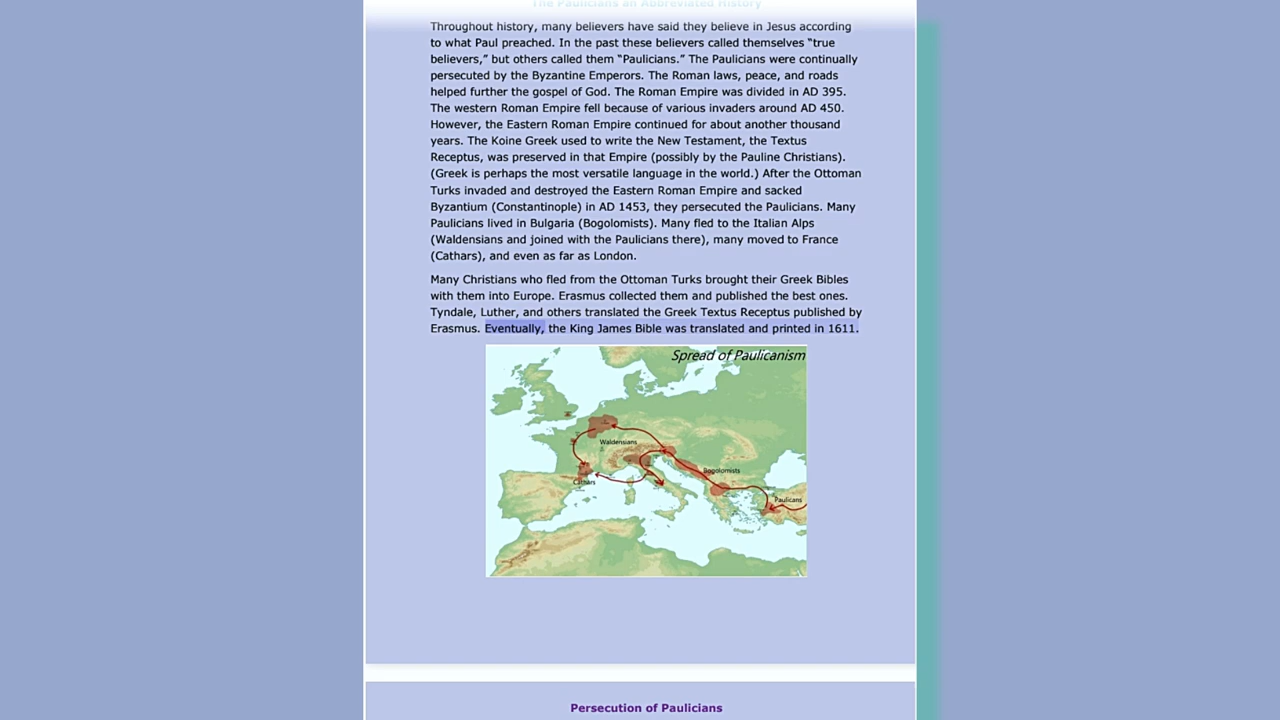 The Paulicians an Abbreviated History
Throughout history, many believers have said they believe in Jesus according
to what Paul preached. In the past these believers called themselves “true
believers,” but others called them “Paulicians.” The Paulicians were continually
persecuted by the Byzantine Emperors. The Roman laws, peace, and roads
helped further the gospel of God. The Roman Empire was divided in AD 395.
The western Roman Empire fell because of various invaders around AD 450.
However, the Eastern Roman Empire continued for about another thousand
years. The Koine Greek used to write the New Testament, the Textus
Receptus, was preserved in that Empire (possibly by the Pauline Christians).
(Greek is perhaps the most versatile language in the world.) After the Ottoman
Turks invaded and destroyed the Eastern Roman Empire and sacked
Byzantium (Constantinople) in AD 1453, they persecuted the Paulicians. Many
Paulicians lived in Bulgaria (Bogolomists). Many fled to the Italian Alps
(Waldensians and joined with the Paulicians there), many moved to France
(Cathars), and even as far as London.
Many Christians who fled from the Ottoman Turks brought their Greek Bibles
with them into Europe. Erasmus collected them and published the best ones.
Tyndale, Luther, and others translated the Greek Textus Receptus published by
Erasmus. Eventually, the King James Bible was translated and printed in 1611.
Spread of Paulicanism
Waldensians
Bogolomists
Cathars
Paulicans
Persecution of Paulicians